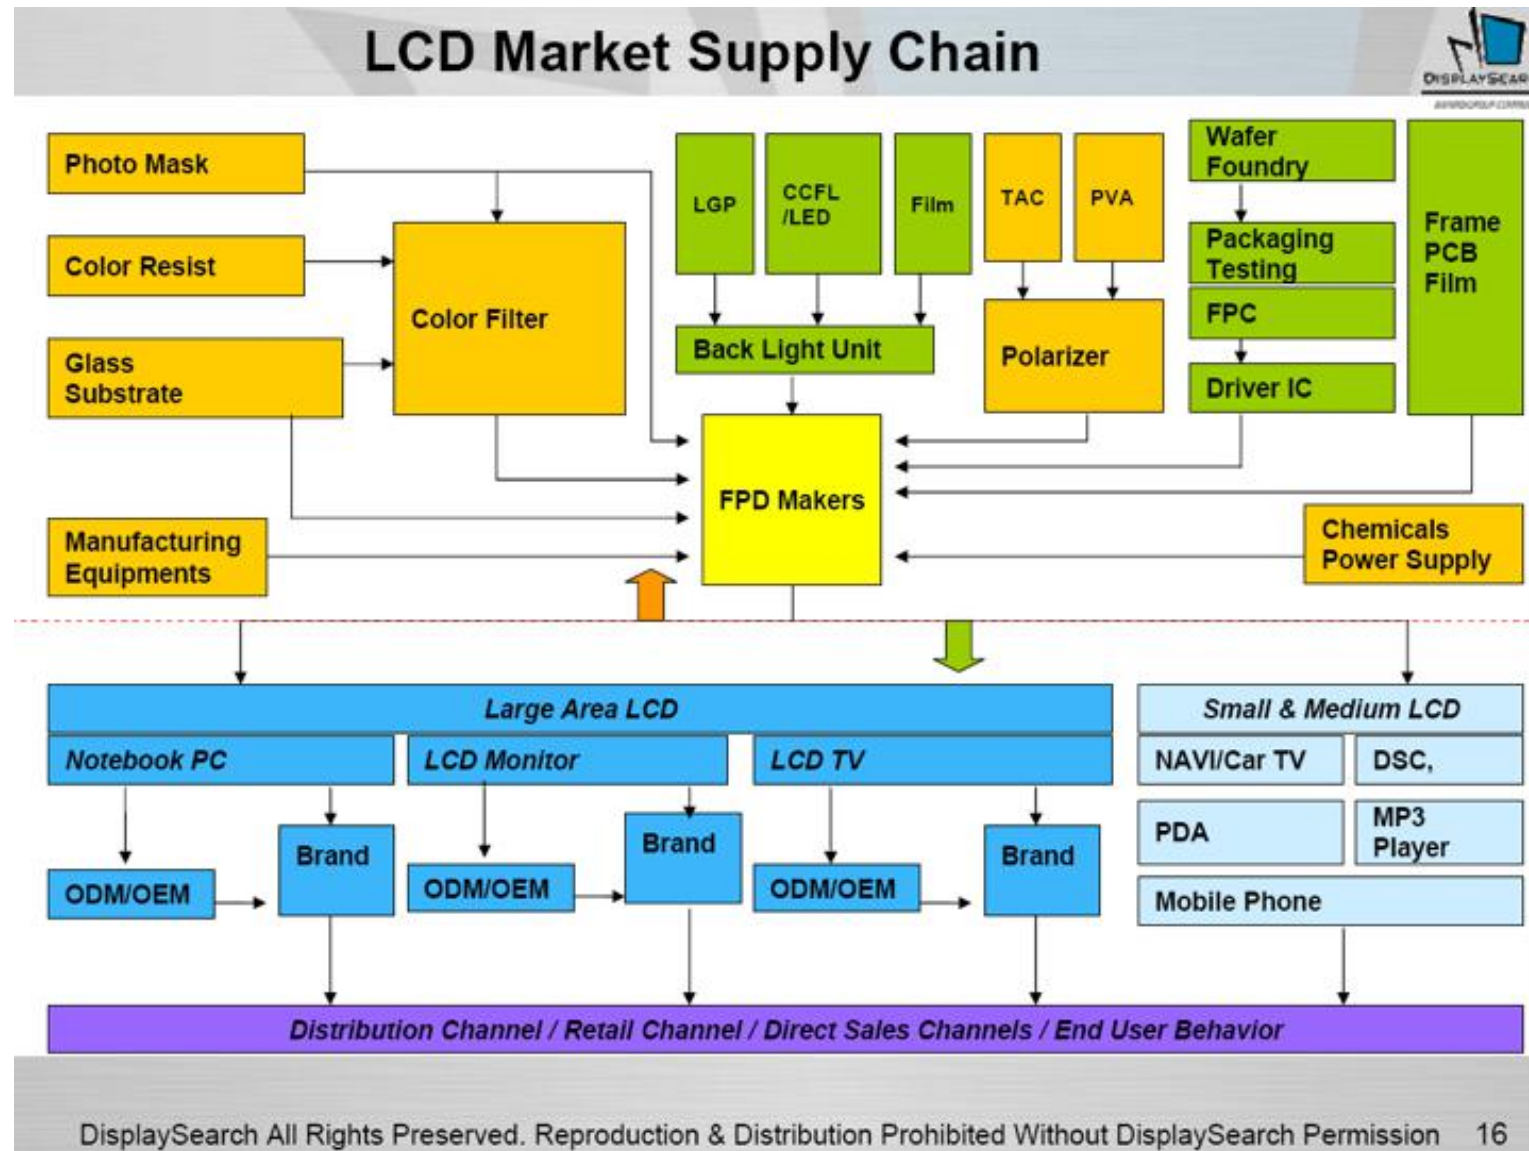 LCD Market Supply Chain
DISPLAYSEAR
Photo Mask
Color Resist
Glass
Substrate
Color Filter
Manufacturing
Equipments
LGP
CCFL
/LED
Film
Back Light Unit
TAC
PVA
Polarizer
Wafer
Foundry
Packaging
Testing
FPC
Driver IC
Frame
PCB
Film
FPD Makers
Chemicals
Power Supply
Large Area LCD
Notebook PC
LCD Monitor
LCD TV
ODM/OEM
Brand
ODM/OEM
Brand
ODM/OEM
Brand
Small & Medium LCD
NAVI/Car TV
DSC,
PDA
MP3
Player
Mobile Phone
Distribution Channel / Retail Channel / Direct Sales Channels / End User Behavior
DisplaySearch All Rights Preserved. Reproduction & Distribution Prohibited Without DisplaySearch Permission 16